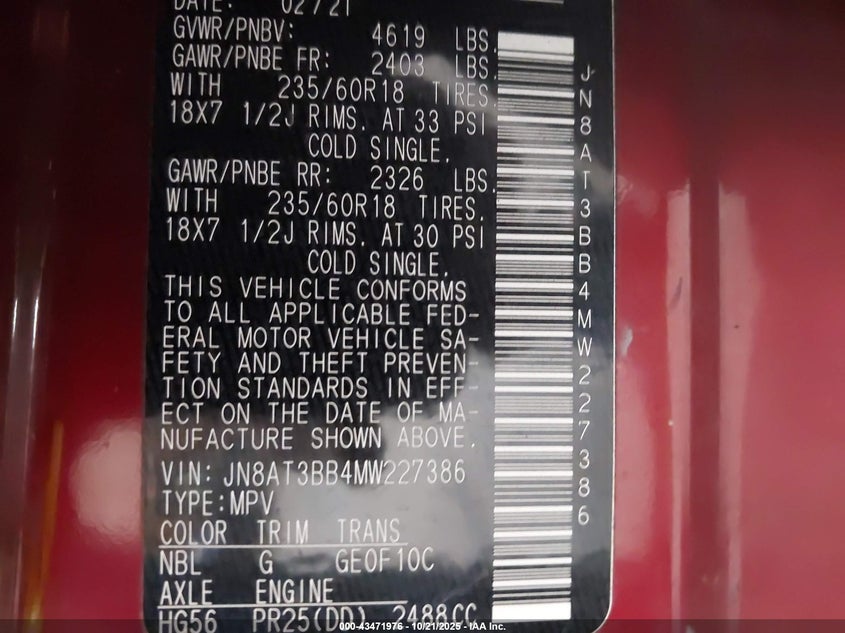 DATE: 02/21
GVWR/PNBV: 4619 LBS.
GAWR/PNBE FR: 2403 LBS.
WITH 235/60R18 TIRES.
18X7 1/2J RIMS. AT 33 PSI
COLD SINGLE.
GAWR/PNBE RR: 2326 LBS.
WITH 235/60R18 TIRES.
18X7 1/2J RIMS. AT 30 PSI
COLD SINGLE.
THIS VEHICLE CONFORMS
TO ALL APPLICABLE FED-
ERAL MOTOR VEHICLE SA-
FETY AND THEFT PREVEN-
TION STANDARDS IN EFF-
ECT ON THE DATE OF MA-
NUFACTURE SHOWN ABOVE.
VIN: JN8AT3BB4MW227386
TYPE:MPV
COLOR TRIM TRANS
NBL G GE0F10C
AXLE ENGINE
HG56 PR25(DD) 2488CC
JN8AT3BB4MW227386
000-43471976 - 10/21/2025 - IAA Inc.